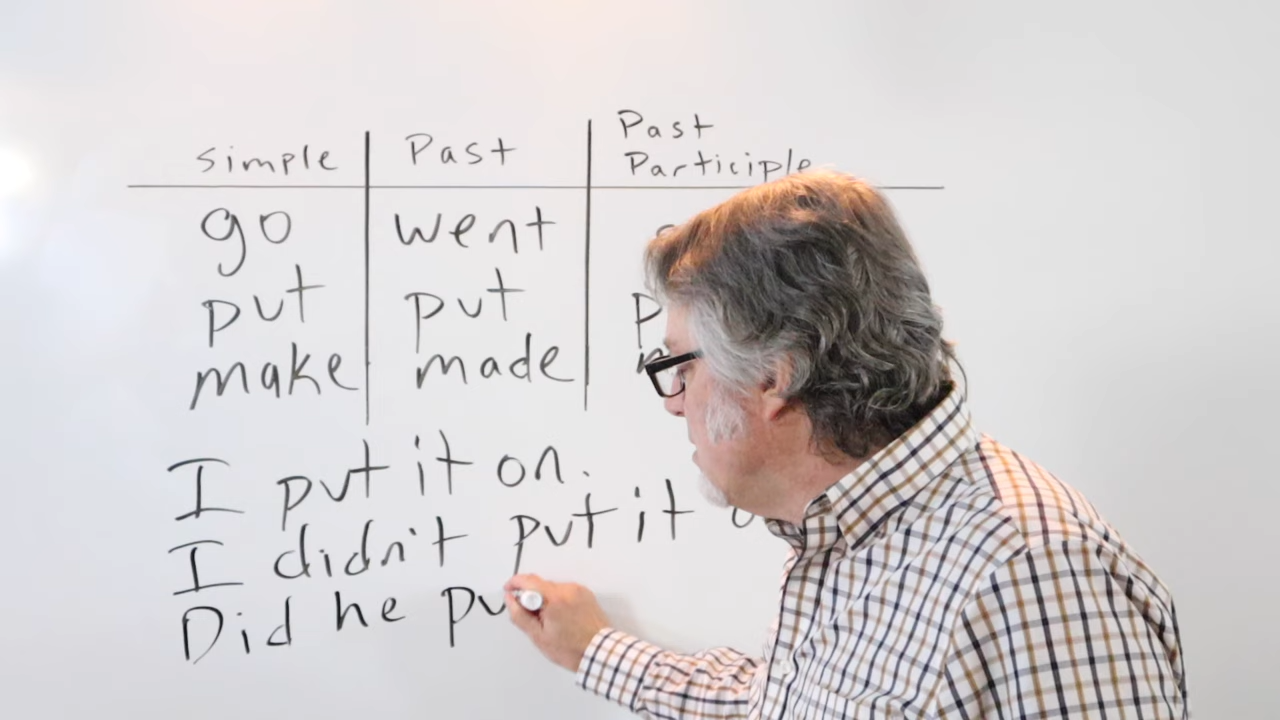 simple Past Past
Participle
go went
put put
make made
I put it on.
I didn't put it
Did he pu